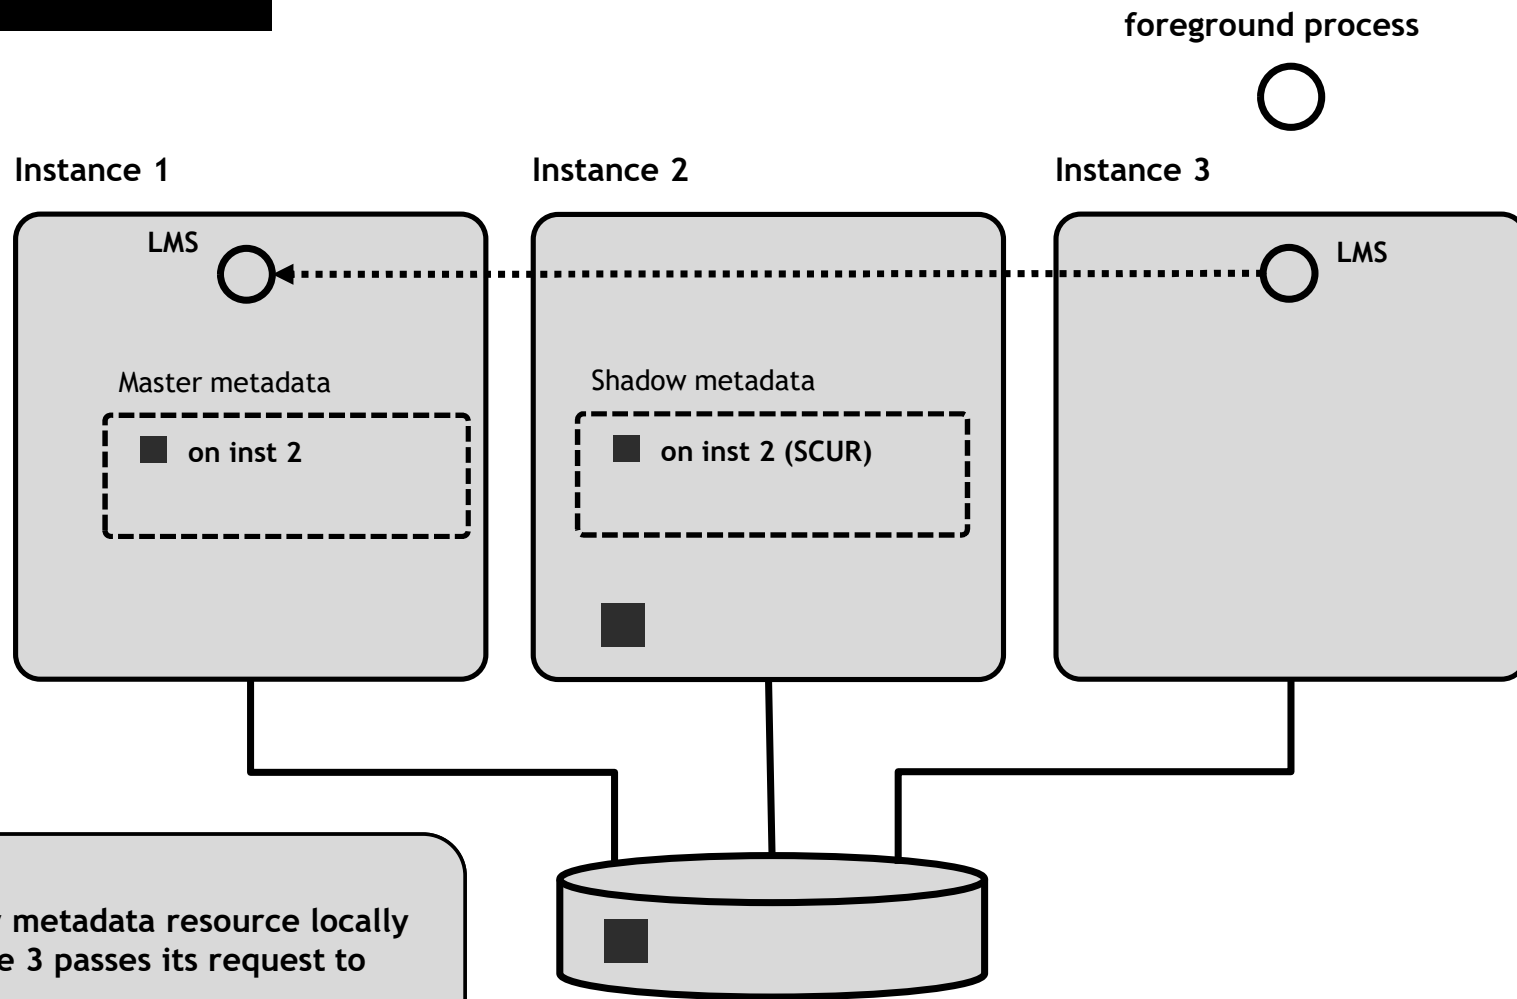 foreground process
Instance 1
Instance 2
Instance 3
LMS
LMS
Master metadata
Shadow metadata
on inst 2
on inst 2 (SCUR)
metadata resource locally
3 passes its request to